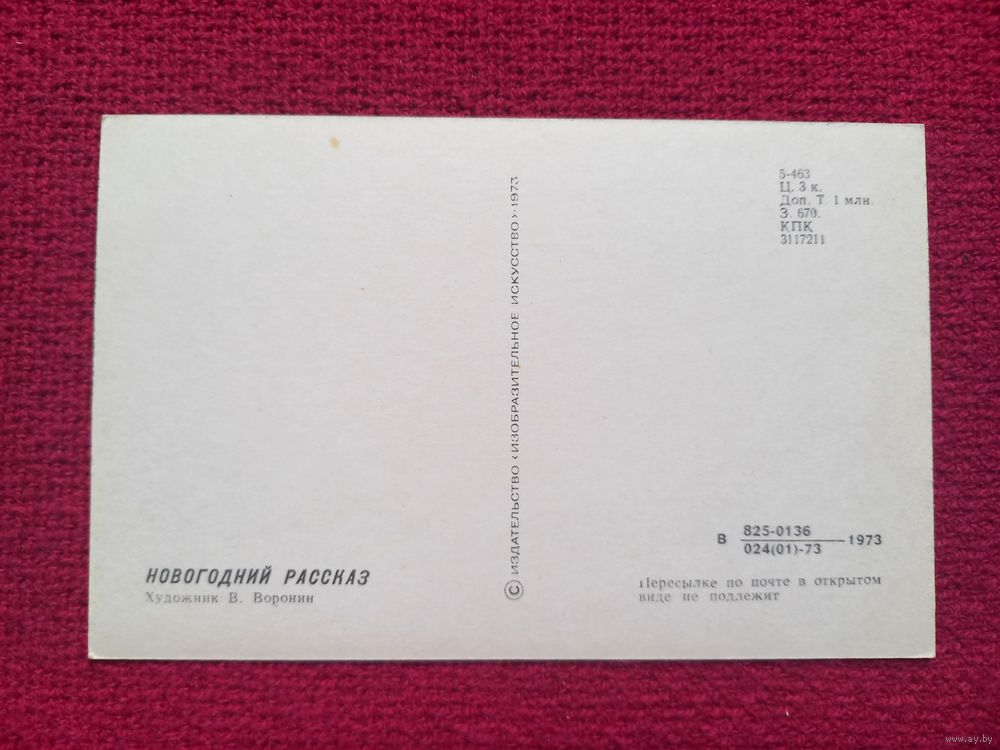 5-463
Ц. 3 к.
Доп. Т. 1 млн.
З. 670.
КПК
3117211
© ИЗДАТЕЛЬСТВО «ИЗОБРАЗИТЕЛЬНОЕ ИСКУССТВО» 1973
НОВОГОДНИЙ РАССКАЗ
Художник В. Воронин
В 825-0136
024(01)-73 1973
Пересылке по почте в открытом
виде не подлежит
www.ay.by